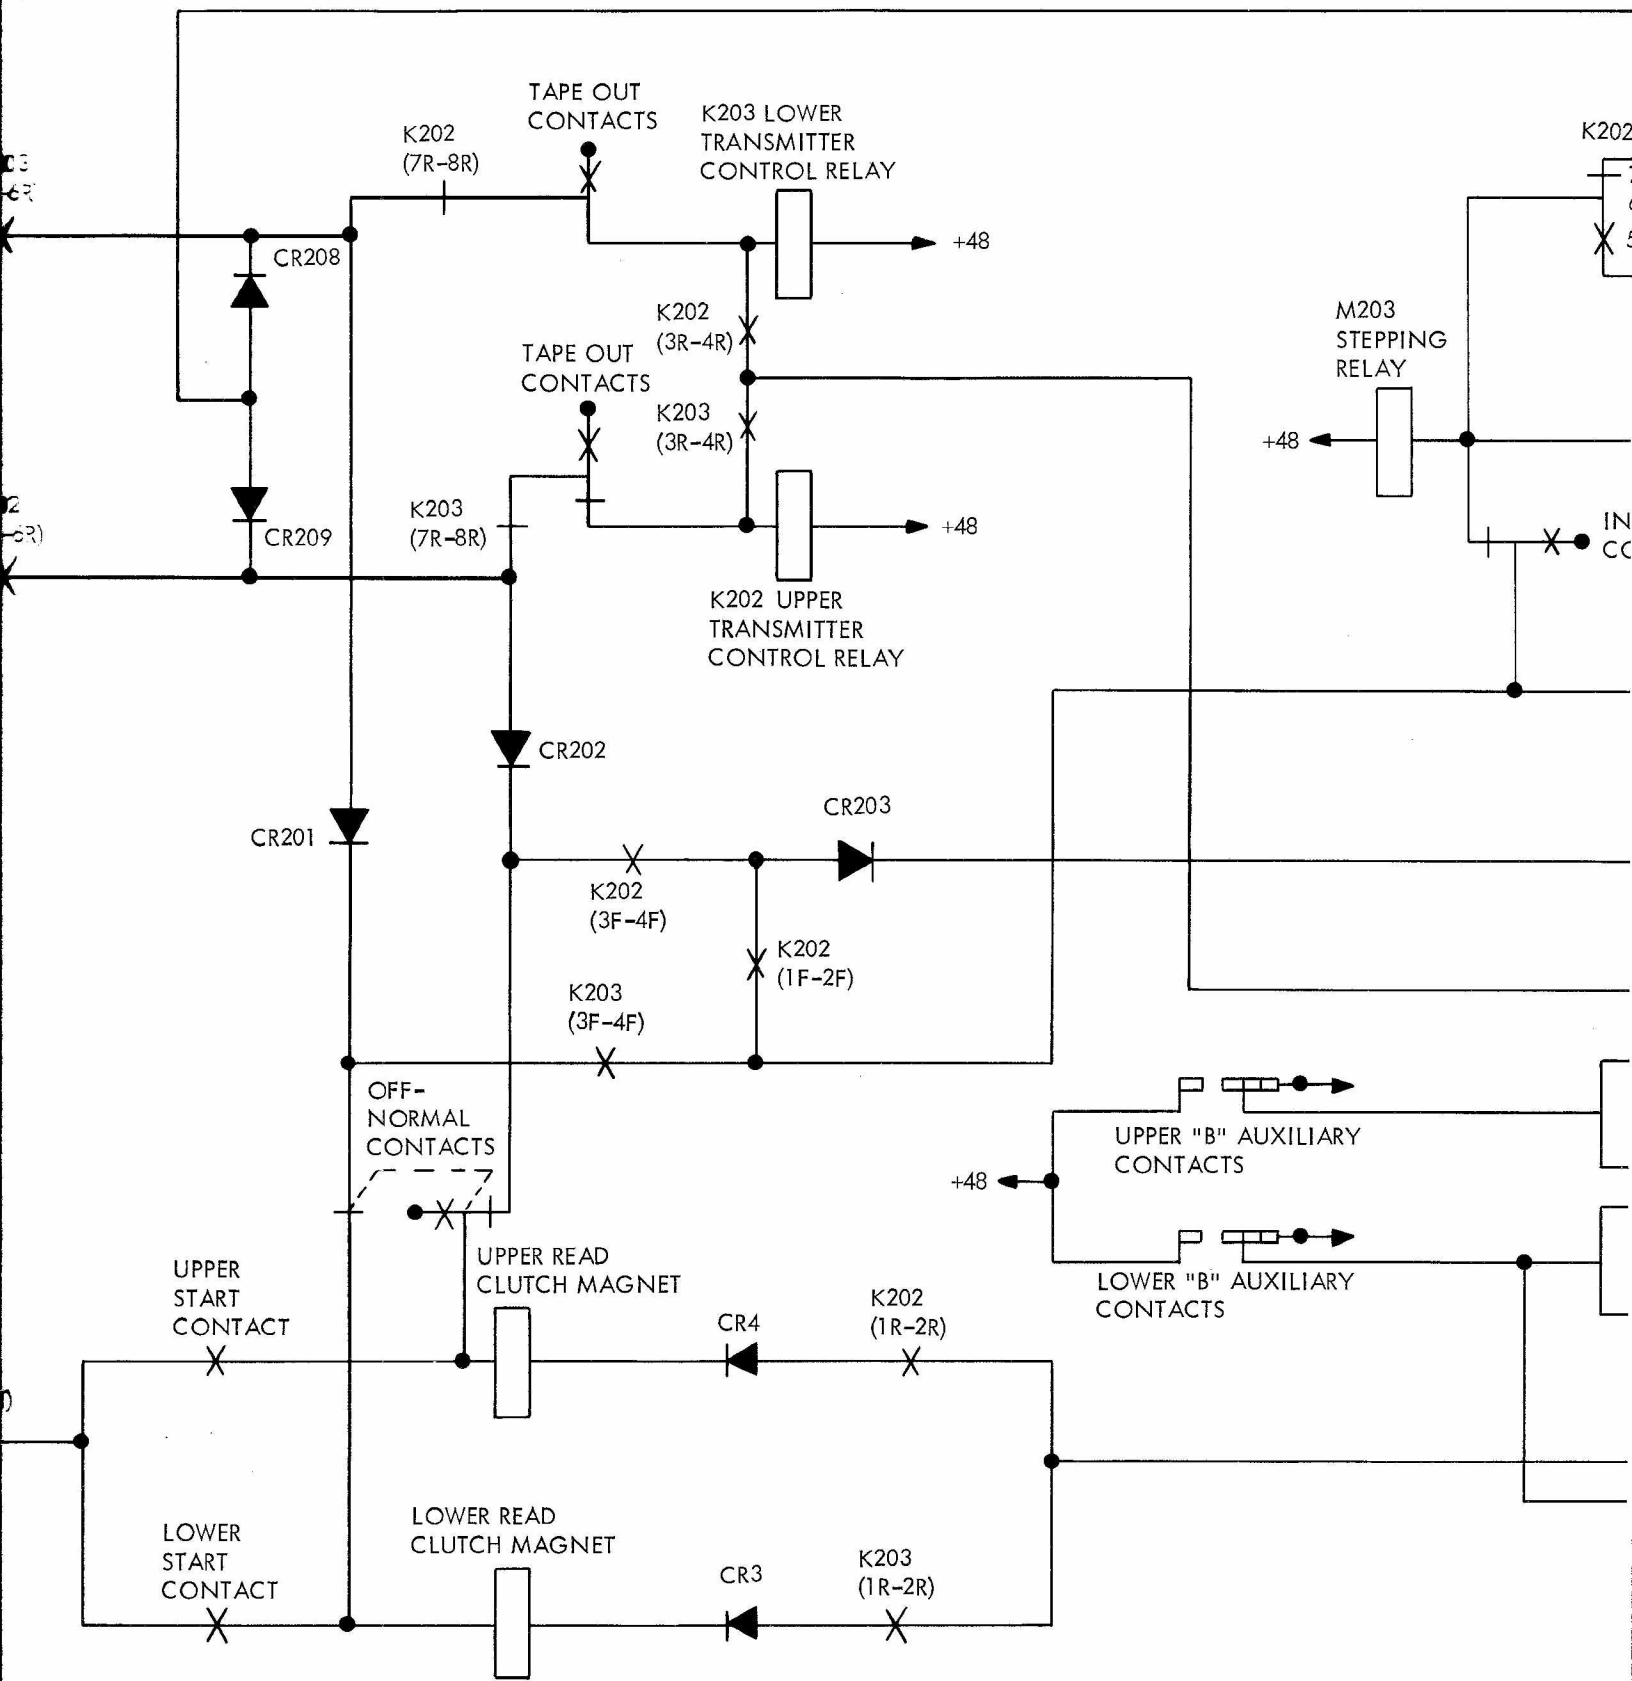 TAPE OUT
CONTACTS
K202
(7R-8R)
K203 LOWER
TRANSMITTER
CONTROL RELAY
K202
CR208
+48
K202
(3R-4R)
M203
STEPPING
RELAY
TAPE OUT
CONTACTS
K203
(3R-4R)
+48
K203
(7R-8R)
CR209
+48
K202 UPPER
TRANSMITTER
CONTROL RELAY
CR202
CR203
CR201
K202
(3F-4F)
K202
(1F-2F)
K203
(3F-4F)
OFF-
NORMAL
CONTACTS
UPPER "B" AUXILIARY
CONTACTS
+48
UPPER READ
CLUTCH MAGNET
UPPER
START
CONTACT
LOWER "B" AUXILIARY
CONTACTS
K202
(1R-2R)
CR4
LOWER READ
CLUTCH MAGNET
LOWER
START
CONTACT
K203
(1R-2R)
CR3